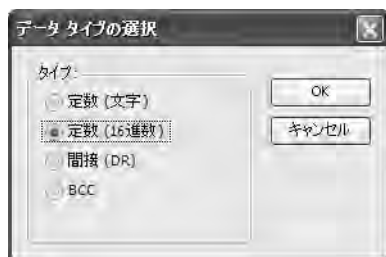 データ タイプの選択
タイプ:
定数 (文字)
定数 (16進数)
間接 (DR)
BCC
OK
キャンセル